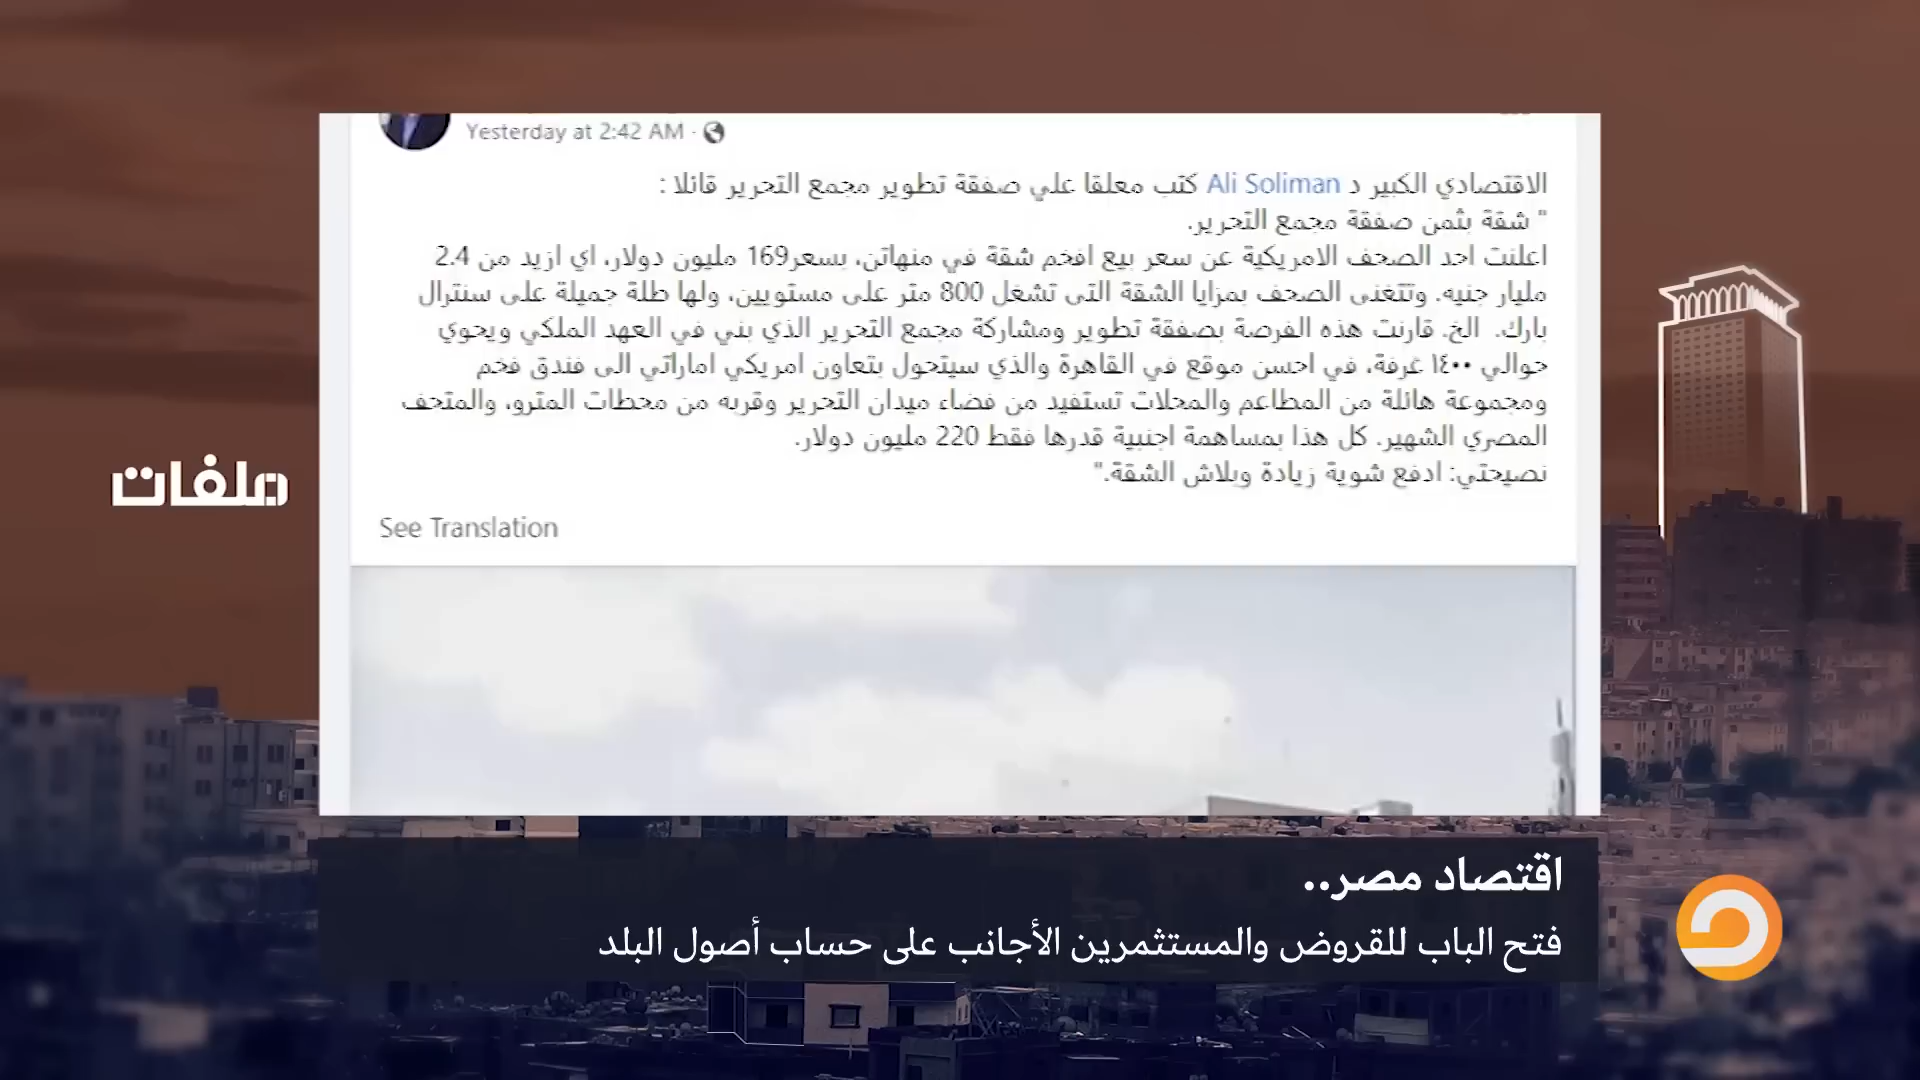 Yesterday at 2:42 AM
الاقتصادي الكبير د Ali Soliman كتب معلقا علي صفقة تطوير مجمع التحرير قائلا :
" شقة بثمن صفقة مجمع التحرير.
اعلنت احد الصحف الامريكية عن سعر بيع افخم شقة في منهاتن، بسعر169 مليون دولار، اي ازيد من 2.4
مليار جنيه. وتتغنى الصحف بمزايا الشقة التى تشغل 800 متر على مستويين، ولها طلة جميلة على سنترال
بارك. الخ. قارنت هذه الفرصة بصفقة تطوير ومشاركة مجمع التحرير الذي بني في العهد الملكي ويحوي
حوالي ١٤٠٠ غرفة، في احسن موقع في القاهرة والذي سيتحول بتعاون امريكي اماراتي الى فندق فخم
ومجموعة هائلة من المطاعم والمحلات تستفيد من فضاء ميدان التحرير وقربه من محطات المترو، والمتحف
المصري الشهير. كل هذا بمساهمة اجنبية قدرها فقط 220 مليون دولار.
نصيحتي: ادفع شوية زيادة وبلاش الشقة."
See Translation
ملفات
اقتصاد مصر..
فتح الباب للقروض والمستثمرين الأجانب على حساب أصول البلد